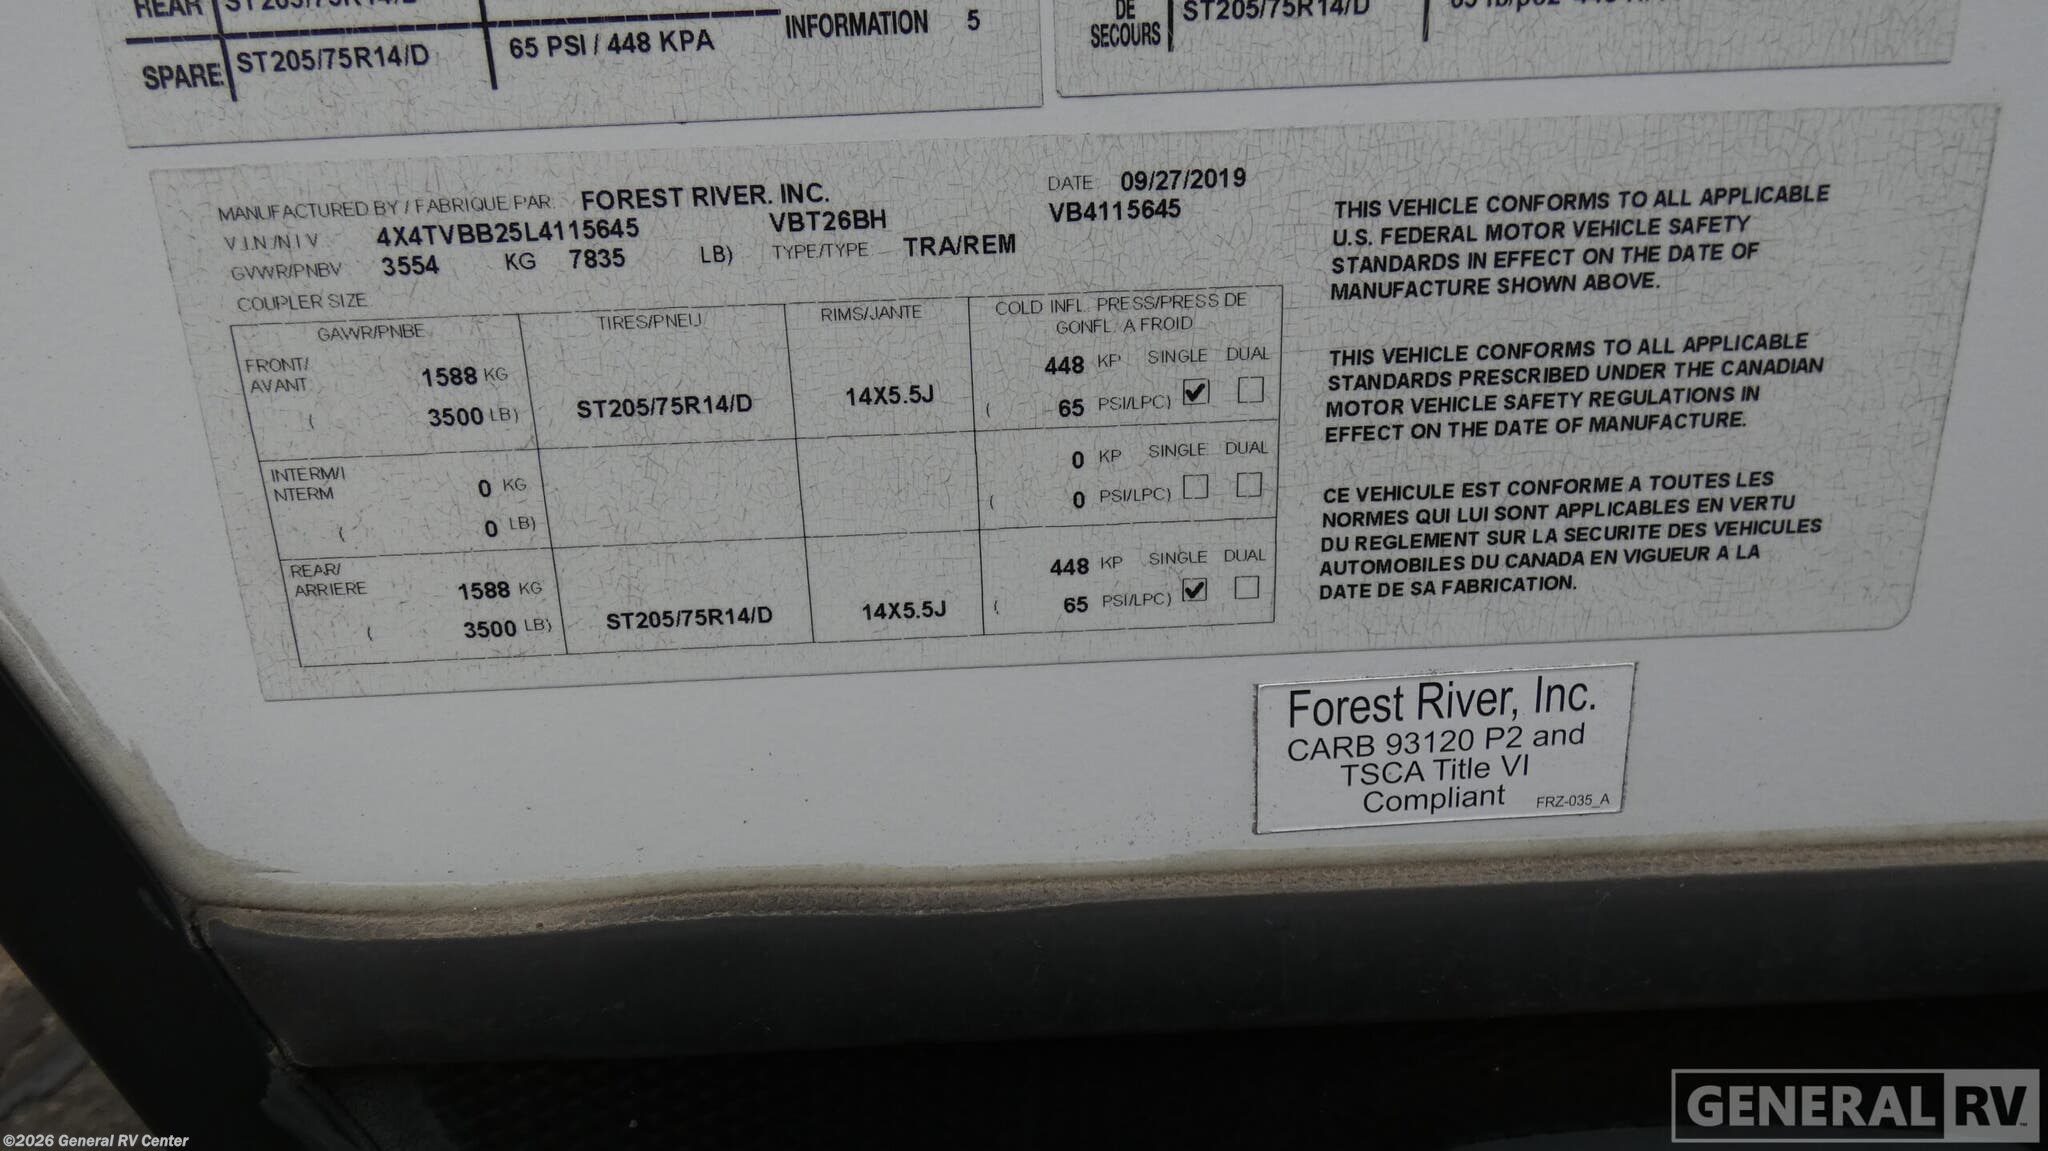 REAR ST205/75R14/D
SPARE ST205/75R14/D 65 PSI / 448 KPA
INFORMATION 5
DE
SECOURS ST205/75R14/D
MANUFACTURED BY / FABRIQUE PAR FOREST RIVER, INC. DATE 09/27/2019
V.I.N./N I V 4X4TVBB25L4115645 VBT26BH VB4115645
GVWR/PNBV 3554 KG 7835 LB) TYPE/TYPE TRA/REM
COUPLER SIZE
GAWR/PNBE TIRES/PNEU RIMS/JANTE COLD INFL. PRESS/PRESS DE
GONFL. A FROID
FRONT/
AVANT 1588 KG 448 KP SINGLE DUAL
( 3500 LB) ST205/75R14/D 14X5.5J ( 65 PSI/LPC)
INTERM/I
NTERM 0 KG 0 KP SINGLE DUAL
( 0 LB) ( 0 PSI/LPC)
REAR/
ARRIERE 1588 KG 448 KP SINGLE DUAL
( 3500 LB) ST205/75R14/D 14X5.5J ( 65 PSI/LPC)
THIS VEHICLE CONFORMS TO ALL APPLICABLE
U.S. FEDERAL MOTOR VEHICLE SAFETY
STANDARDS IN EFFECT ON THE DATE OF
MANUFACTURE SHOWN ABOVE.
THIS VEHICLE CONFORMS TO ALL APPLICABLE
STANDARDS PRESCRIBED UNDER THE CANADIAN
MOTOR VEHICLE SAFETY REGULATIONS IN
EFFECT ON THE DATE OF MANUFACTURE.
CE VEHICULE EST CONFORME A TOUTES LES
NORMES QUI LUI SONT APPLICABLES EN VERTU
DU REGLEMENT SUR LA SECURITE DES VEHICULES
AUTOMOBILES DU CANADA EN VIGUEUR A LA
DATE DE SA FABRICATION.
Forest River, Inc.
CARB 93120 P2 and
TSCA Title VI
Compliant FRZ-035_A
GENERAL RV
©2026 General RV Center